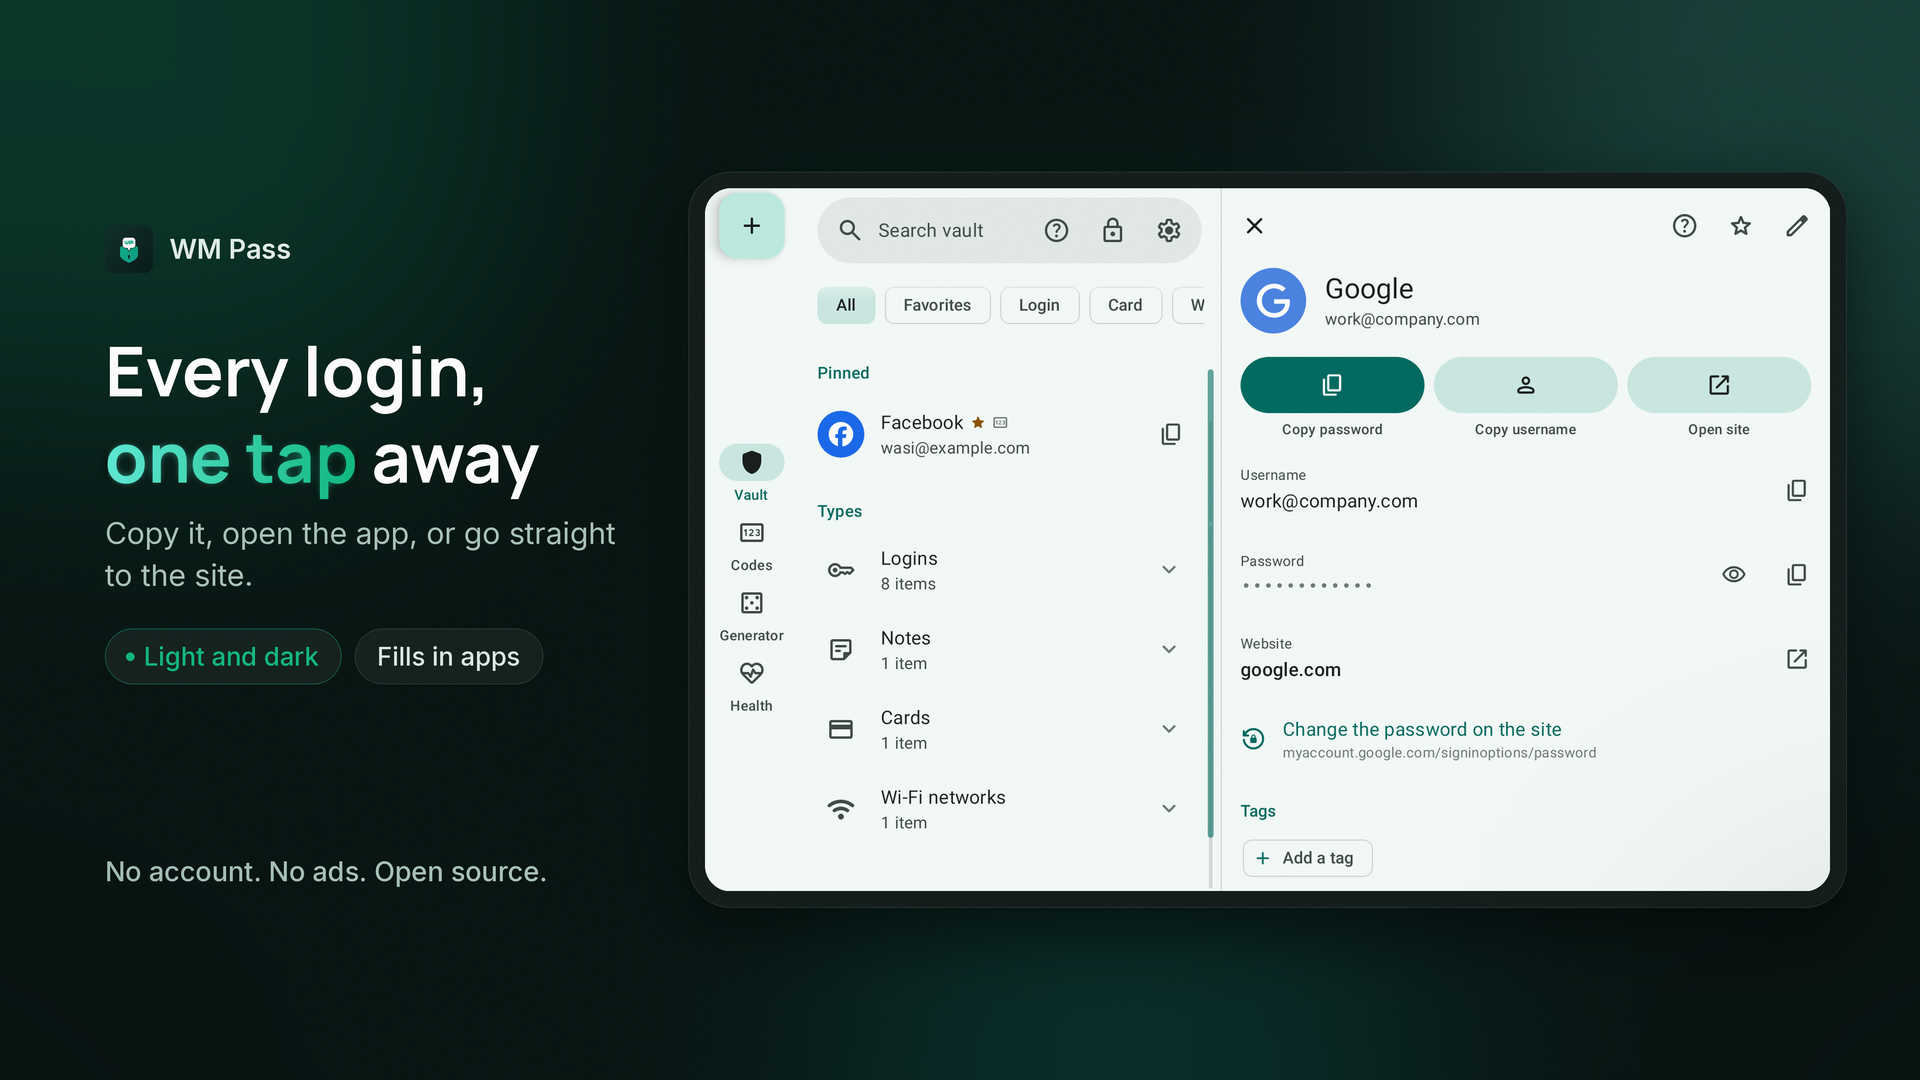 WM Pass
Every login,
one tap away
Copy it, open the app, or go straight
to the site.
Light and dark
Fills in apps
No account. No ads. Open source.
Vault
123
Codes
Generator
Health
Search vault
All
Favorites
Login
Card
W
Pinned
Facebook
wasi@example.com
Types
Logins
8 items
Notes
1 item
Cards
1 item
Wi-Fi networks
1 item
Google
work@company.com
Copy password
Copy username
Open site
Username
work@company.com
Password
Website
google.com
Change the password on the site
myaccount.google.com/signinoptions/password
Tags
Add a tag